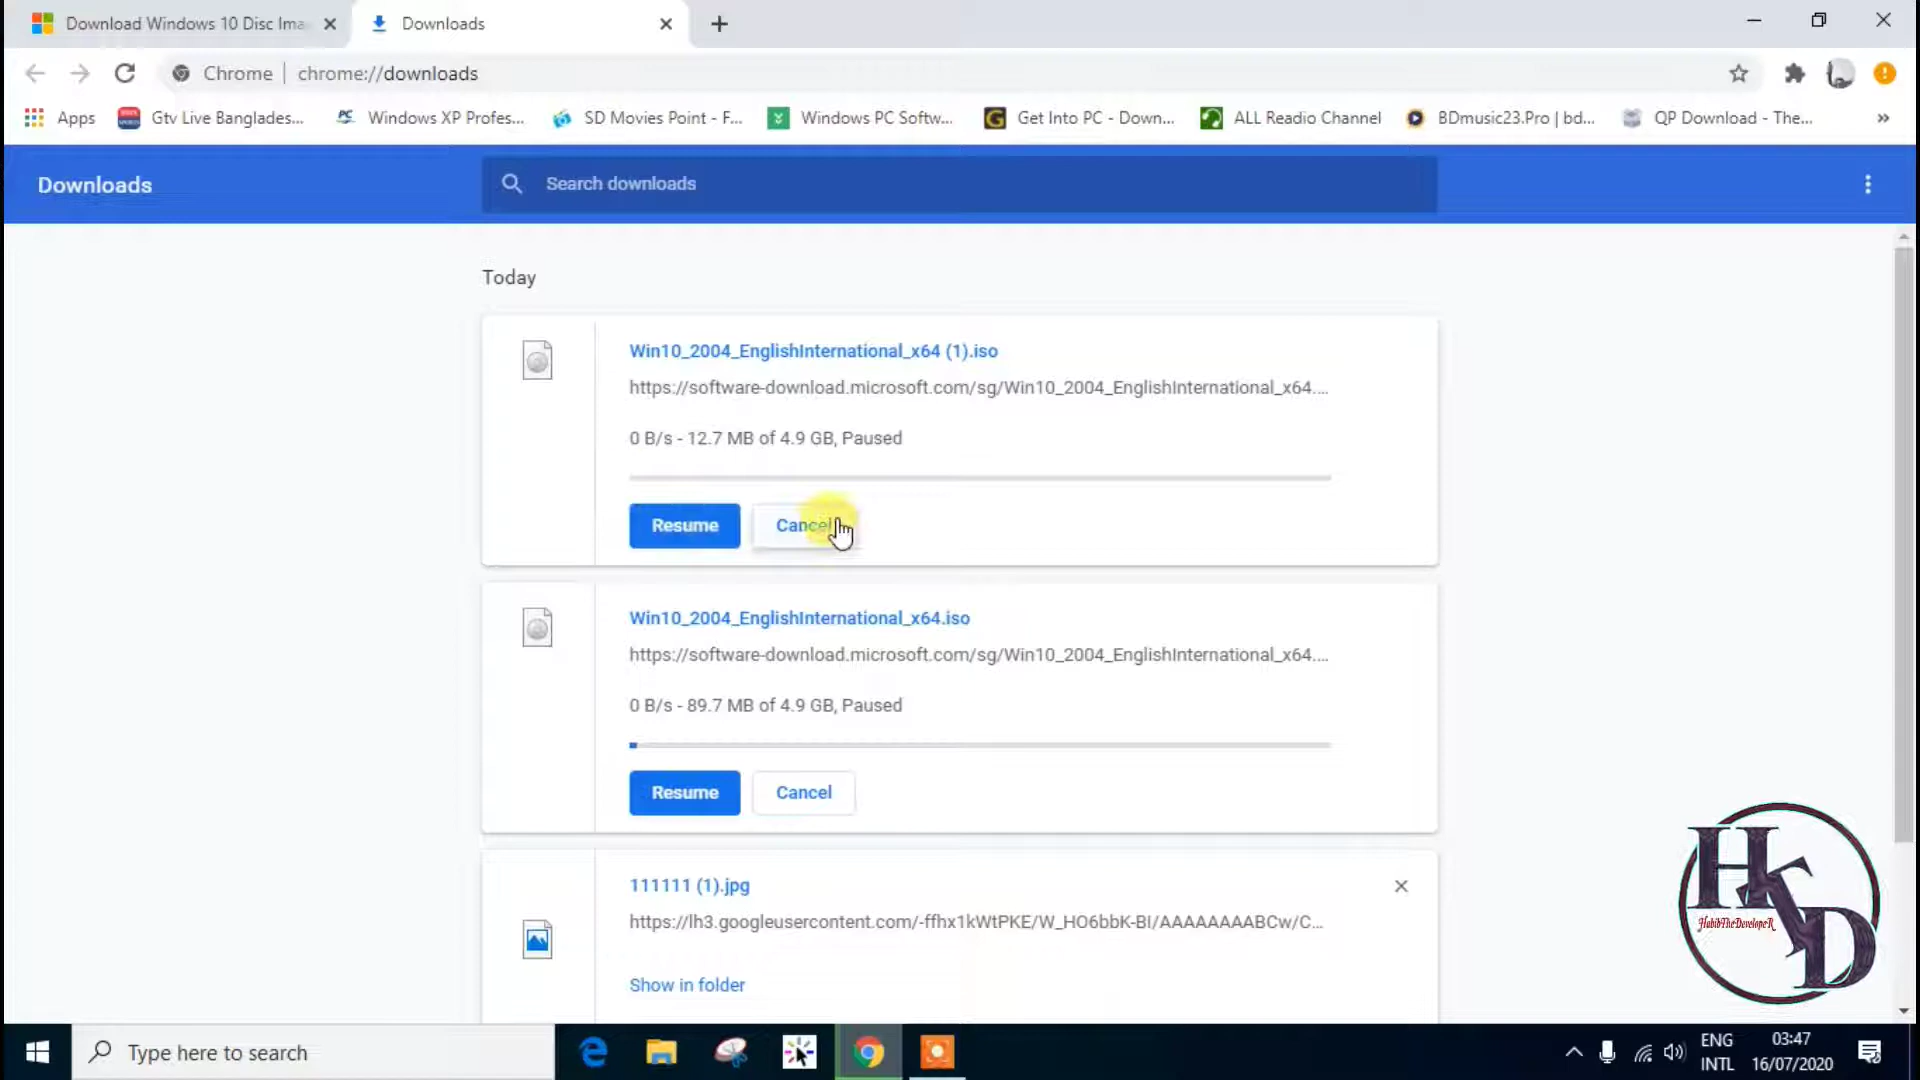 Download Windows 10 Disc Ima
Downloads
Chrome
chrome://downloads
Apps
Gtv Live Banglades...
Windows XP Profes...
SD Movies Point - F...
Windows PC Softw...
Get Into PC - Down...
ALL Readio Channel
BDmusic23.Pro | bd...
QP Download - The...
Downloads
Search downloads
Today
Win10_2004_EnglishInternational_x64 (1).iso
https://software-download.microsoft.com/sg/Win10_2004_EnglishInternational_x64....
0 B/s - 12.7 MB of 4.9 GB, Paused
Resume
Cancel
Win10_2004_EnglishInternational_x64.iso
https://software-download.microsoft.com/sg/Win10_2004_EnglishInternational_x64....
0 B/s - 89.7 MB of 4.9 GB, Paused
Resume
Cancel
111111 (1).jpg
https://lh3.googleusercontent.com/-ffhx1kWtPKE/W_HO6bbK-BI/AAAAAAAABCw/C...
Show in folder
HD
HabibTheDevelopeR
Type here to search
ENG
INTL
03:47
16/07/2020